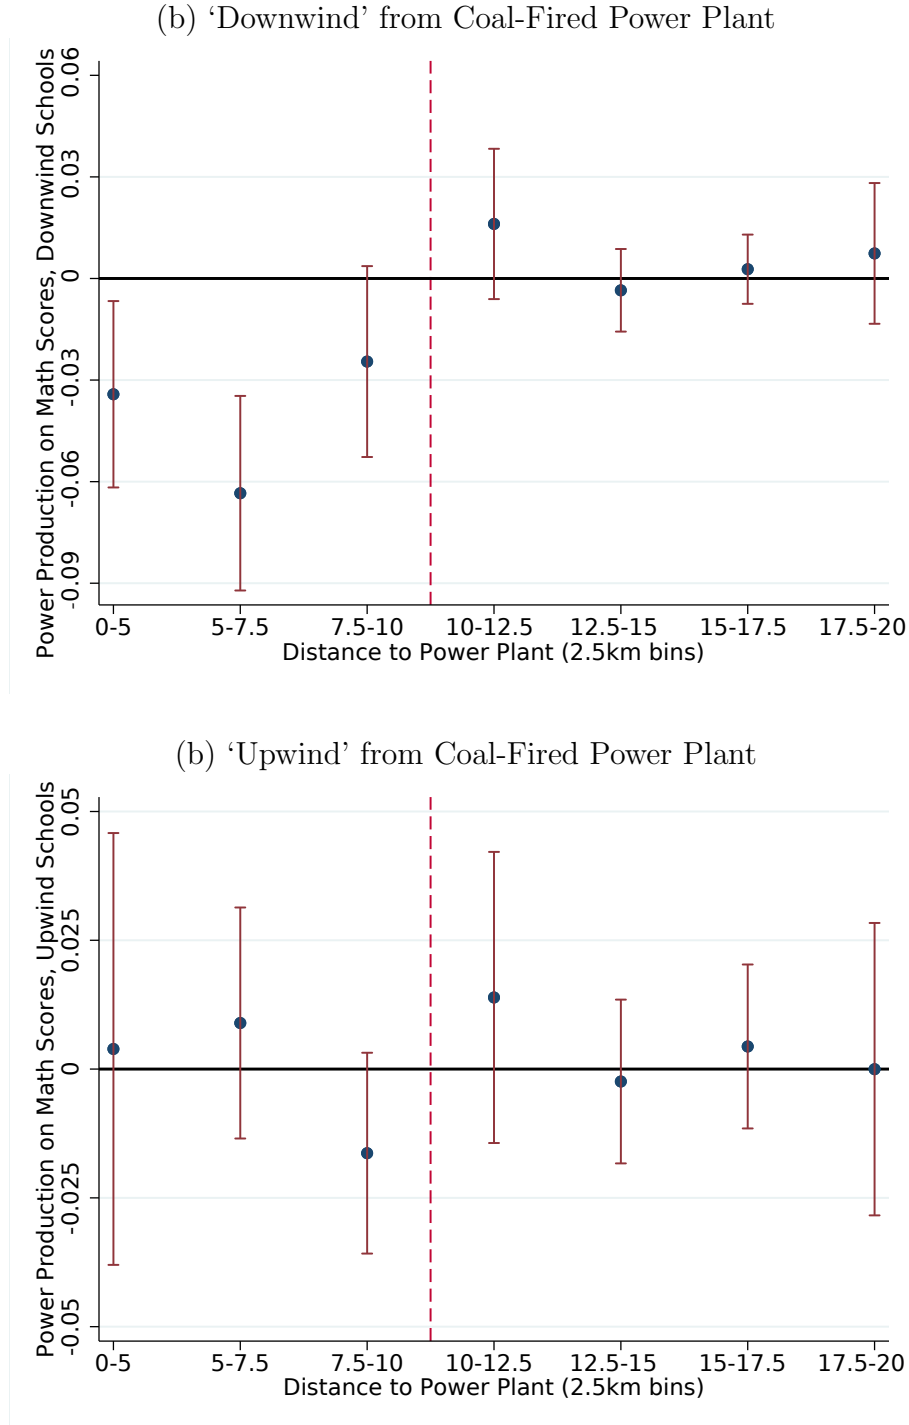 (b) ‘Downwind’ from Coal-Fired Power Plant
Power Production on Math Scores, Downwind Schools
0.06
0.03
0
-0.03
-0.06
-0.09
0-5 5-7.5 7.5-10 10-12.5 12.5-15 15-17.5 17.5-20
Distance to Power Plant (2.5km bins)
(b) ‘Upwind’ from Coal-Fired Power Plant
Power Production on Math Scores, Upwind Schools
0.05
0.025
0
-0.025
-0.05
0-5 5-7.5 7.5-10 10-12.5 12.5-15 15-17.5 17.5-20
Distance to Power Plant (2.5km bins)